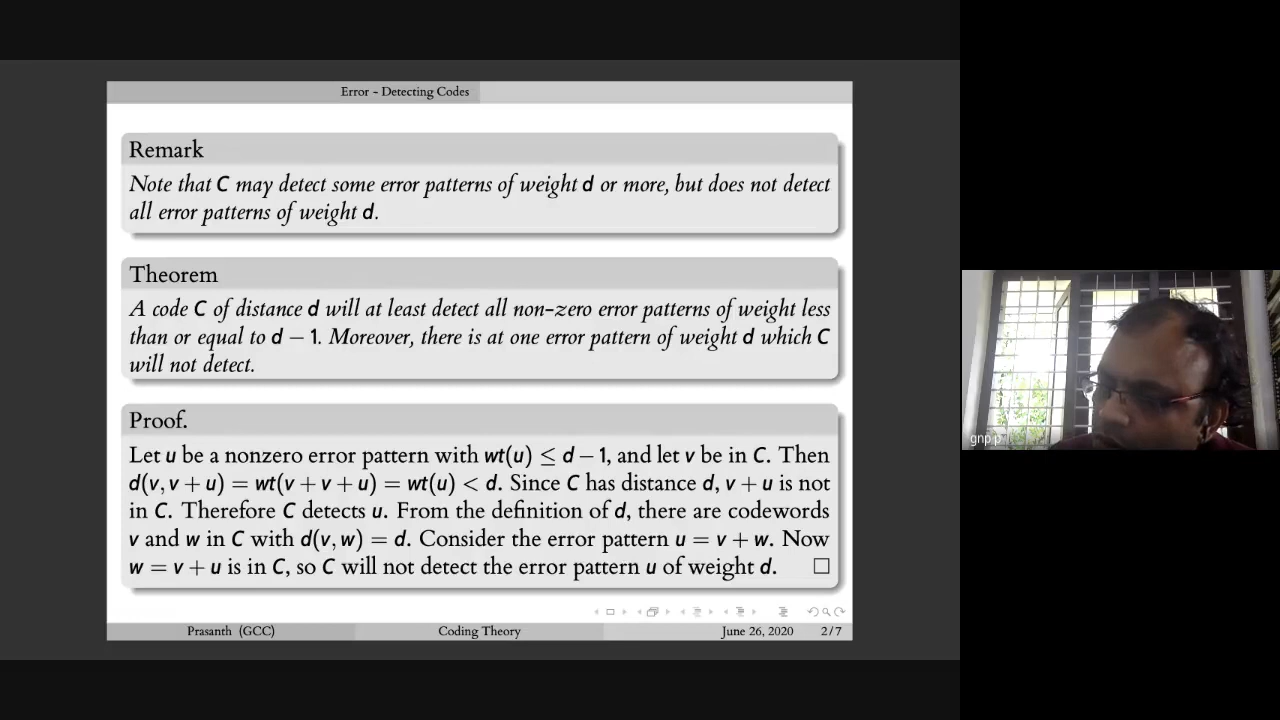 Error - Detecting Codes
Remark
Note that C may detect some error patterns of weight d or more, but does not detect
all error patterns of weight d.
Theorem
A code C of distance d will at least detect all non-zero error patterns of weight less
than or equal to d − 1. Moreover, there is at one error pattern of weight d which C
will not detect.
Proof.
Let u be a nonzero error pattern with wt(u) ≤ d − 1, and let v be in C. Then
d(v, v + u) = wt(v + v + u) = wt(u) < d. Since C has distance d, v + u is not
in C. Therefore C detects u. From the definition of d, there are codewords
v and w in C with d(v, w) = d. Consider the error pattern u = v + w. Now
w = v + u is in C, so C will not detect the error pattern u of weight d. □
Prasanth (GCC) Coding Theory June 26, 2020 2/7
gnp p